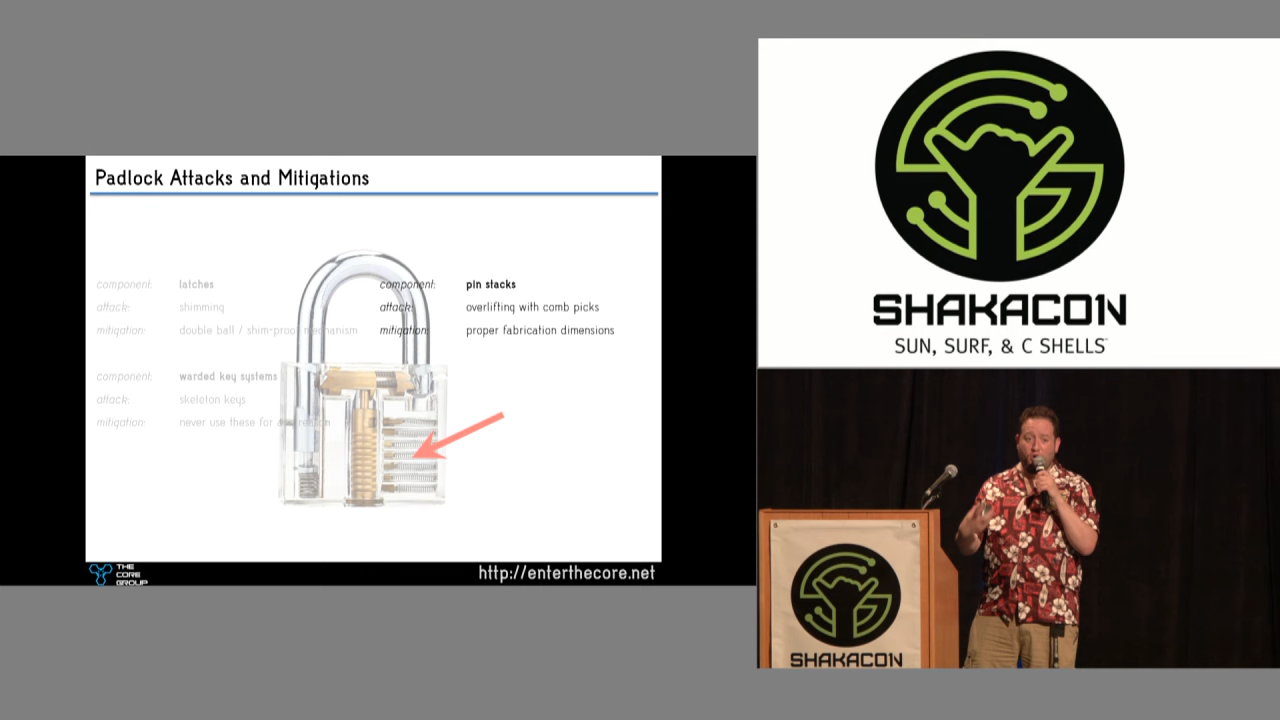 Padlock Attacks and Mitigations
component: latches
attack: shimming
mitigation: double ball / shim-proof mechanism
component: warded key systems
attack: skeleton keys
mitigation: never use these for
component: pin stacks
attack: overlifting with comb picks
mitigation: proper fabrication dimensions
THE
CORE
GROUP
http://enterthecore.net
SHAKACON
SUN, SURF, & C SHELLS
SHAKACON